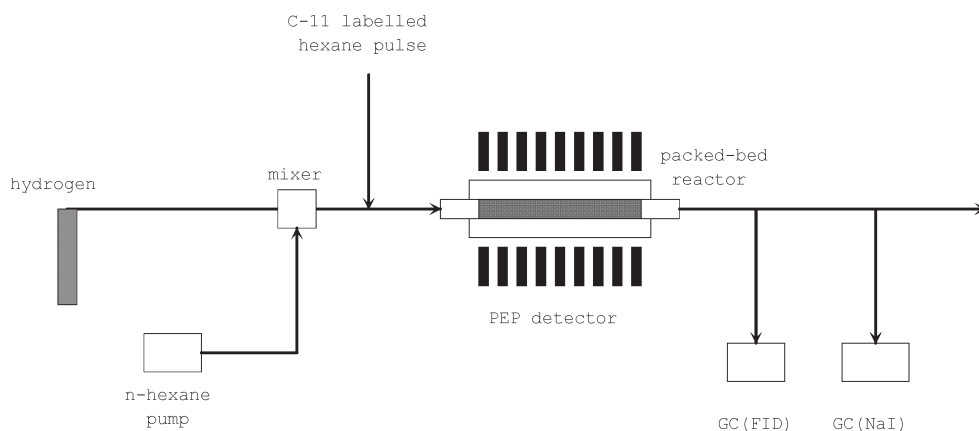 C-11 labelled
hexane pulse
hydrogen
mixer
packed-bed
reactor
PEP detector
n-hexane
pump
GC(FID)
GC(NaI)